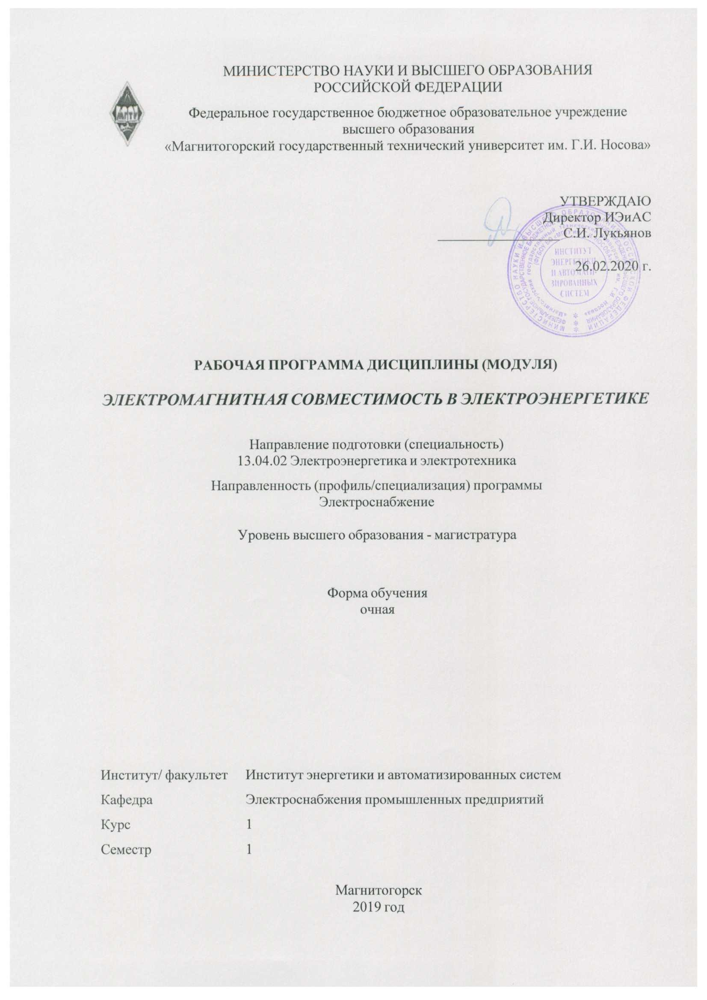 МИНИСТЕРСТВО НАУКИ И ВЫСШЕГО ОБРАЗОВАНИЯ
РОССИЙСКОЙ ФЕДЕРАЦИИ
Федеральное государственное бюджетное образовательное учреждение
высшего образования
«Магнитогорский государственный технический университет им. Г.И. Носова»
МГТУ
УТВЕРЖДАЮ
Директор ИЭиАС
С.И. Лукьянов
26.02.2020 г.
ИНСТИТУТ
ЭНЕРГЕТИКИ
И АВТОМАТИ-
ЗИРОВАННЫХ
СИСТЕМ
РАБОЧАЯ ПРОГРАММА ДИСЦИПЛИНЫ (МОДУЛЯ)
ЭЛЕКТРОМАГНИТНАЯ СОВМЕСТИМОСТЬ В ЭЛЕКТРОЭНЕРГЕТИКЕ
Направление подготовки (специальность)
13.04.02 Электроэнергетика и электротехника
Направленность (профиль/специализация) программы
Электроснабжение
Уровень высшего образования - магистратура
Форма обучения
очная
Институт/ факультет Институт энергетики и автоматизированных систем
Кафедра Электроснабжения промышленных предприятий
Курс 1
Семестр 1
Магнитогорск
2019 год